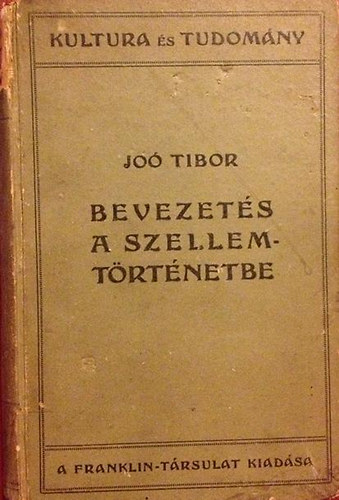 KULTURA ÉS TUDOMÁNY
JOÓ TIBOR
BEVEZETÉS
A SZELLEM-
TÖRTÉNETBE
A FRANKLIN-TÁRSULAT KIADÁSA